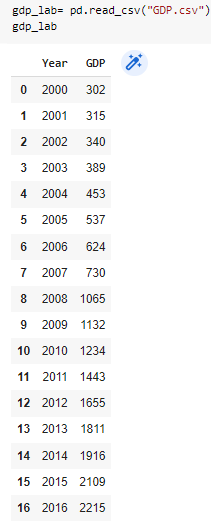 gdp_lab= pd.read_csv("GDP.csv")
gdp_lab
Year GDP
0 2000 302
1 2001 315
2 2002 340
3 2003 389
4 2004 453
5 2005 537
6 2006 624
7 2007 730
8 2008 1065
9 2009 1132
10 2010 1234
11 2011 1443
12 2012 1655
13 2013 1811
14 2014 1916
15 2015 2109
16 2016 2215